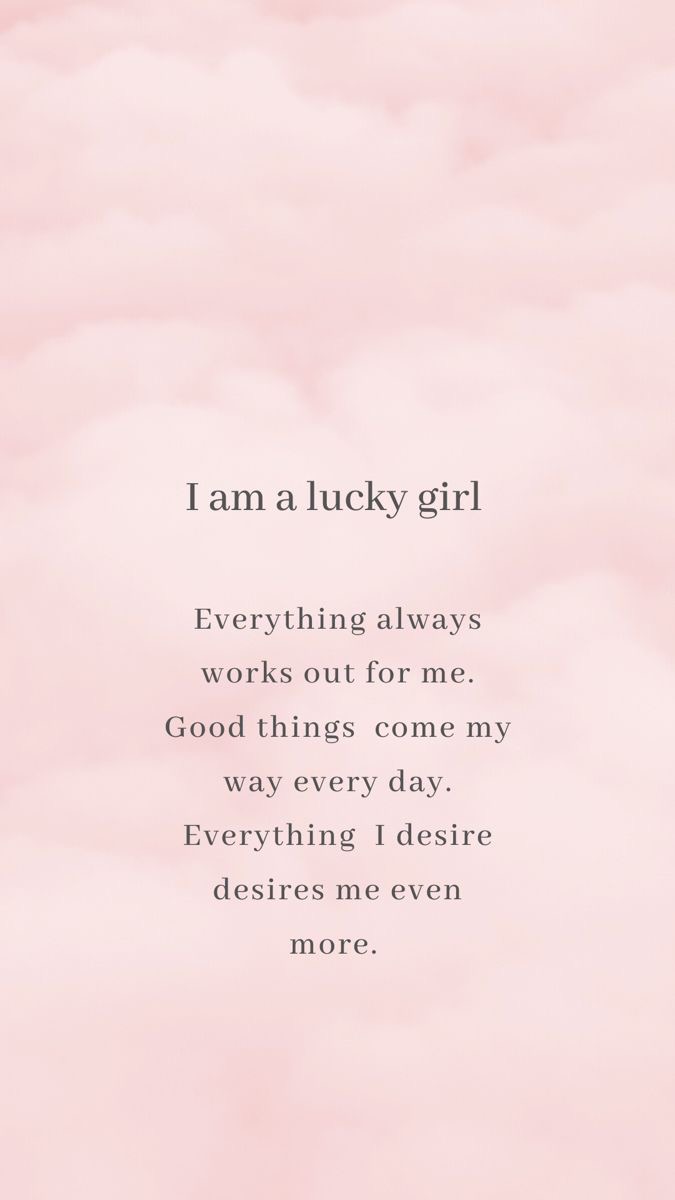 I am a lucky girl
Everything always
works out for me.
Good things  come my
way every day.
Everything  I desire
desires me even
more.